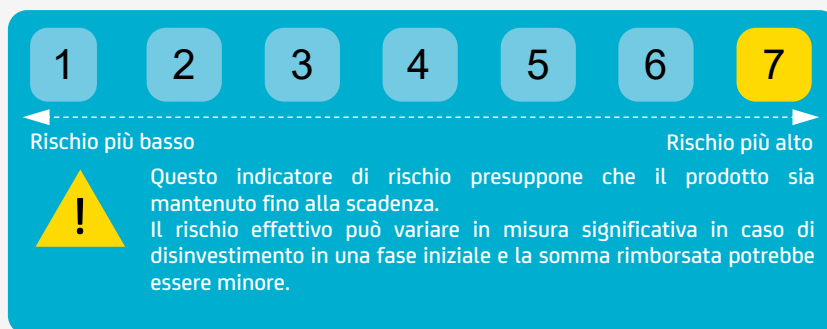 1 2 3 4 5 6 7
Rischio più basso Rischio più alto
!
Questo indicatore di rischio presuppone che il prodotto sia
mantenuto fino alla scadenza.
Il rischio effettivo può variare in misura significativa in caso di
disinvestimento in una fase iniziale e la somma rimborsata potrebbe
essere minore.